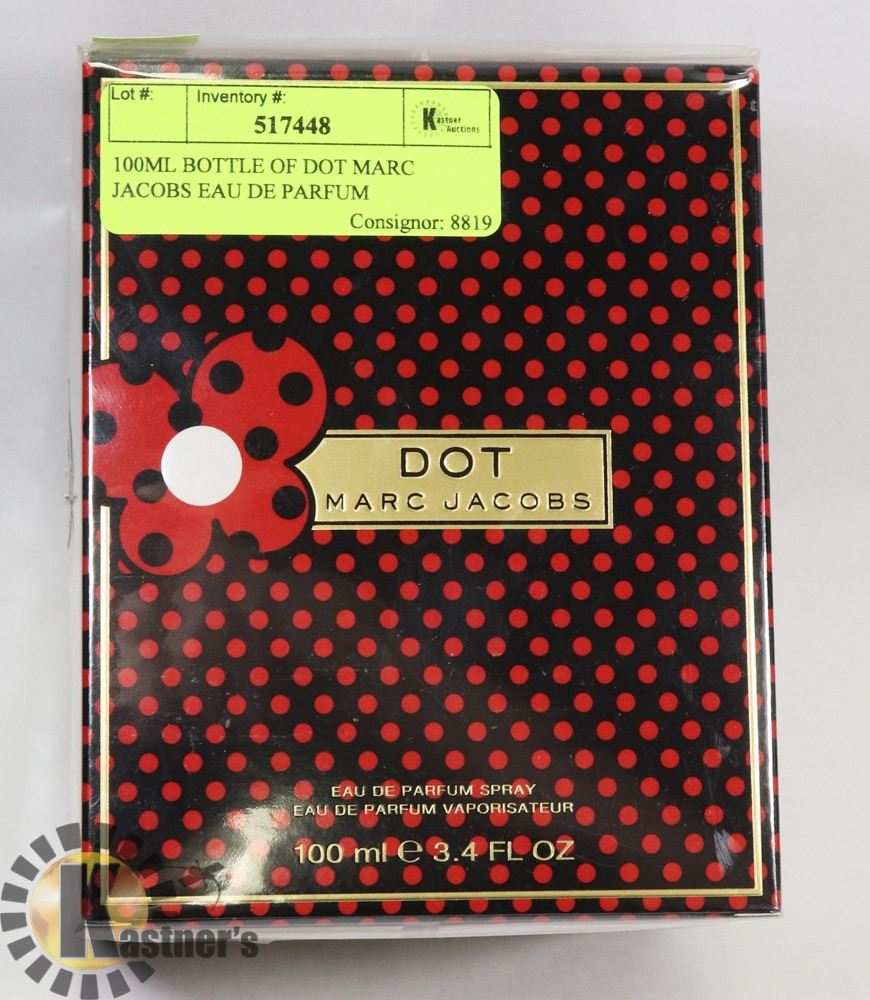 Lot #:
Inventory #:
517448
Kastner Auctions
100ML BOTTLE OF DOT MARC
JACOBS EAU DE PARFUM
Consignor: 8819
DOT
MARC JACOBS
EAU DE PARFUM SPRAY
EAU DE PARFUM VAPORISATEUR
100 ml ℮ 3.4 FL OZ
Kastner's